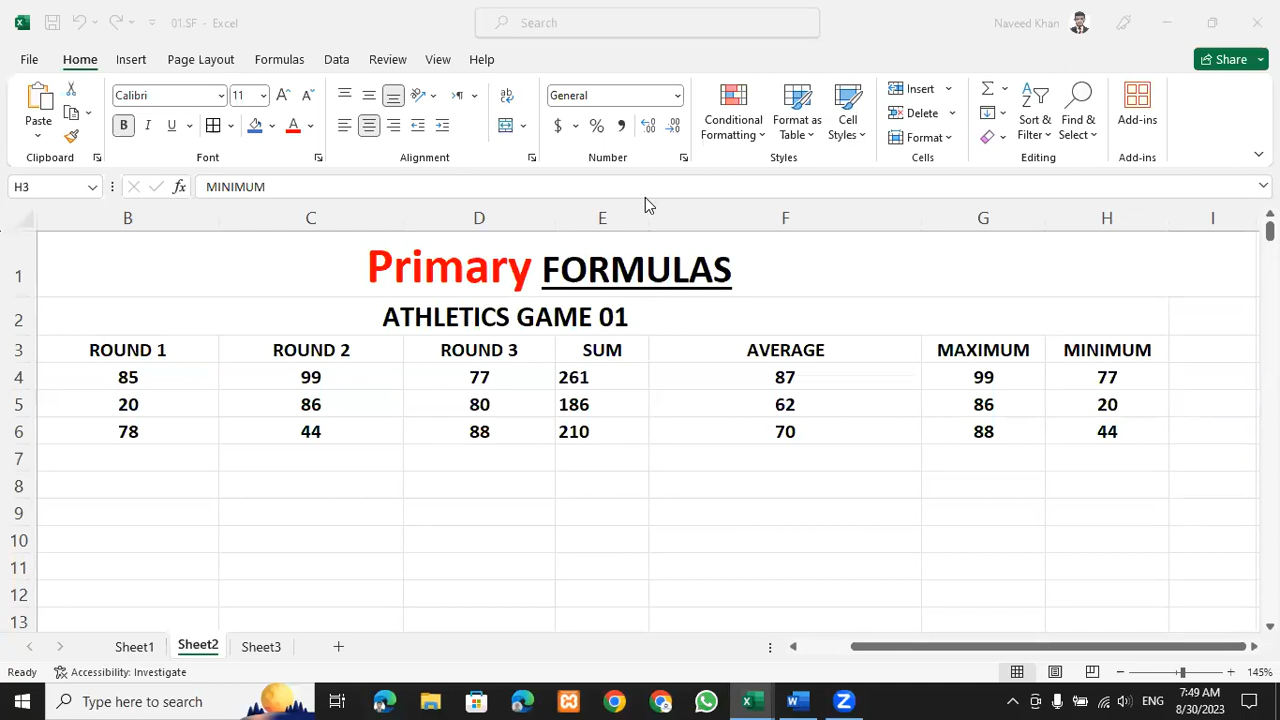 01.SF - Excel
Search
Naveed Khan
File Home Insert Page Layout Formulas Data Review View Help
Share
Paste
Calibri 11
B I U A
General
$ % ,
Conditional Formatting
Format as Table
Cell Styles
Insert
Delete
Format
Sort & Filter
Find & Select
Add-ins
Clipboard Font Alignment Number Styles Cells Editing Add-ins
H3 fx MINIMUM
B C D E F G H I
1 Primary FORMULAS
2 ATHLETICS GAME 01
3 ROUND 1 ROUND 2 ROUND 3 SUM AVERAGE MAXIMUM MINIMUM
4 85 99 77 261 87 99 77
5 20 86 80 186 62 86 20
6 78 44 88 210 70 88 44
7
8
9
10
11
12
13
Sheet1 Sheet2 Sheet3
Ready Accessibility: Investigate 145%
Type here to search
ENG
7:49 AM
8/30/2023